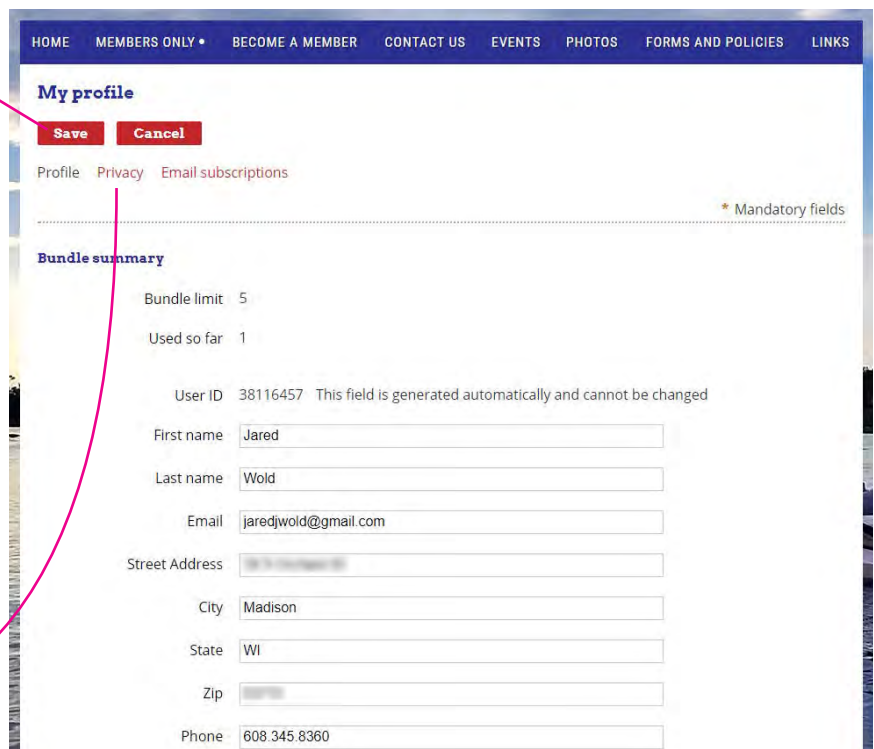 HOME MEMBERS ONLY • BECOME A MEMBER CONTACT US EVENTS PHOTOS FORMS AND POLICIES LINKS
My profile
Save Cancel
Profile Privacy Email subscriptions
* Mandatory fields
Bundle summary
Bundle limit 5
Used so far 1
User ID 38116457 This field is generated automatically and cannot be changed
First name Jared
Last name Wold
Email jaredjwold@gmail.com
Street Address
City Madison
State WI
Zip
Phone 608.345.8360